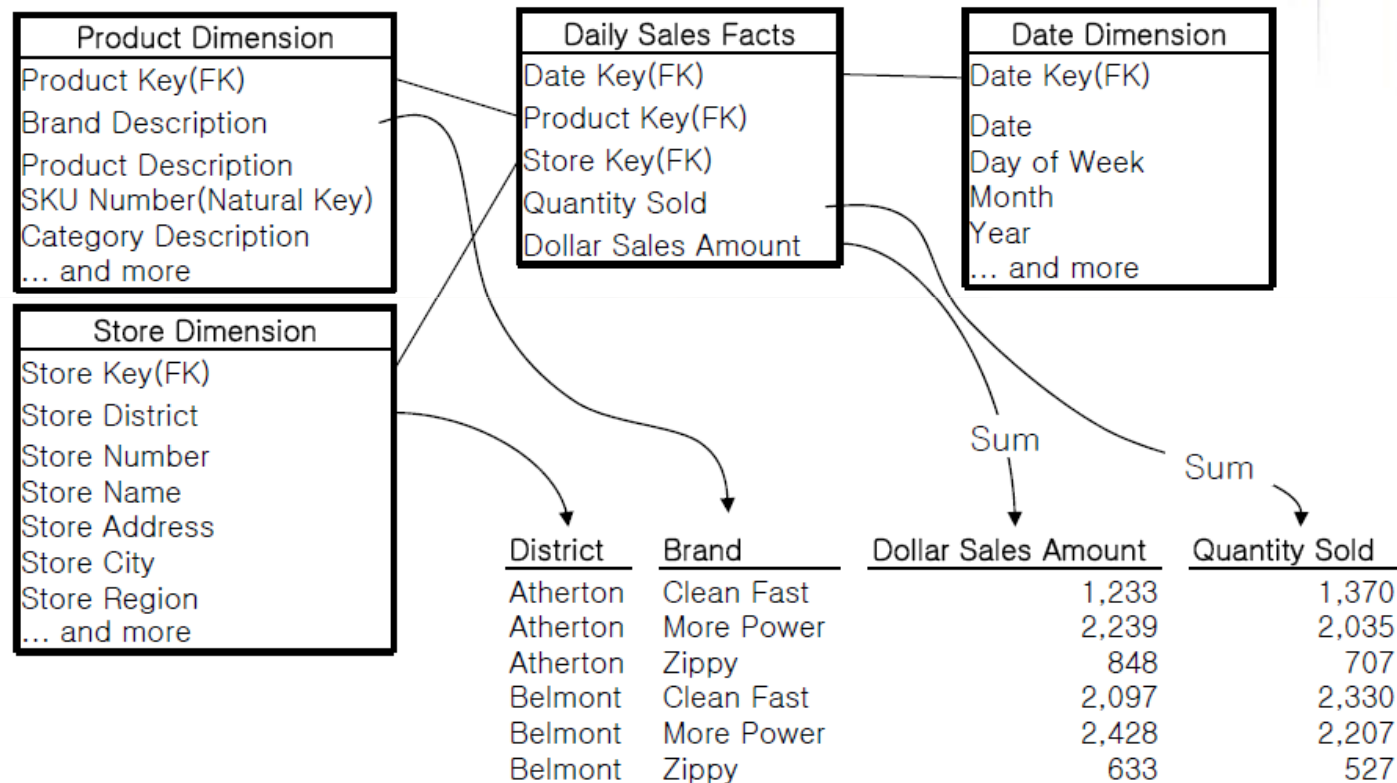 Product Dimension
Product Key(FK)
Brand Description
Product Description
SKU Number(Natural Key)
Category Description
... and more
Daily Sales Facts
Date Key(FK)
Product Key(FK)
Store Key(FK)
Quantity Sold
Dollar Sales Amount
Date Dimension
Date Key(FK)
Date
Day of Week
Month
Year
... and more
Store Dimension
Store Key(FK)
Store District
Store Number
Store Name
Store Address
Store City
Store Region
... and more
Sum
Sum
District Brand Dollar Sales Amount Quantity Sold
Atherton Clean Fast 1,233 1,370
Atherton More Power 2,239 2,035
Atherton Zippy 848 707
Belmont Clean Fast 2,097 2,330
Belmont More Power 2,428 2,207
Belmont Zippy 633 527